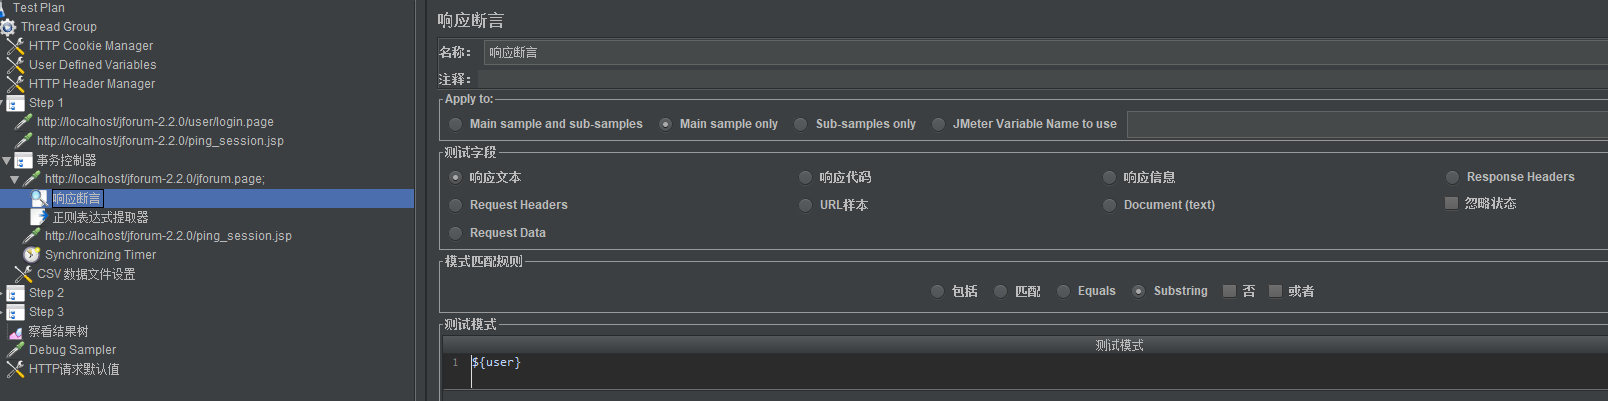 Test Plan
Thread Group
HTTP Cookie Manager
User Defined Variables
HTTP Header Manager
Step 1
http://localhost/jforum-2.2.0/user/login.page
http://localhost/jforum-2.2.0/ping_session.jsp
事务控制器
http://localhost/jforum-2.2.0/jforum.page;
响应断言
正则表达式提取器
http://localhost/jforum-2.2.0/ping_session.jsp
Synchronizing Timer
CSV 数据文件设置
Step 2
Step 3
察看结果树
Debug Sampler
HTTP请求默认值
响应断言
名称： 响应断言
注释：
Apply to:
Main sample and sub-samples Main sample only Sub-samples only JMeter Variable Name to use
测试字段
响应文本 响应代码 响应信息 Response Headers
Request Headers URL样本 Document (text) 忽略状态
Request Data
模式匹配规则
包括 匹配 Equals Substring 否 或者
测试模式
测试模式
1 ${user}